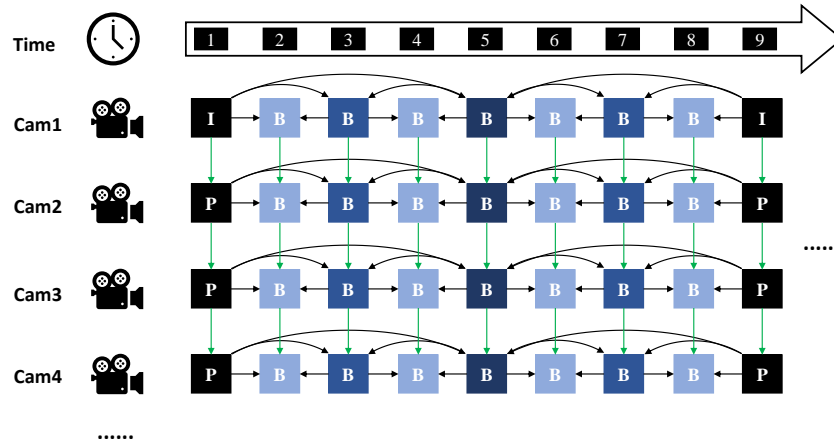 Time 1 2 3 4 5 6 7 8 9
Cam1 I B B B B B B B I
Cam2 P B B B B B B B P
......
Cam3 P B B B B B B B P
Cam4 P B B B B B B B P
......